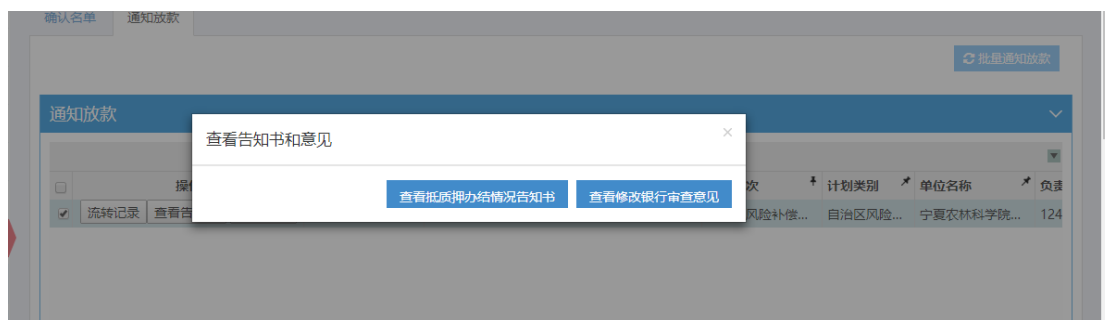 确认名单 通知放款
批量通知放款
通知放款
查看告知书和意见 ×
查看抵质押办结情况告知书 查看修改银行审查意见
次 计划类别 单位名称
流转记录 查看告 风险补偿... 自治区风险... 宁夏农林科学院... 124